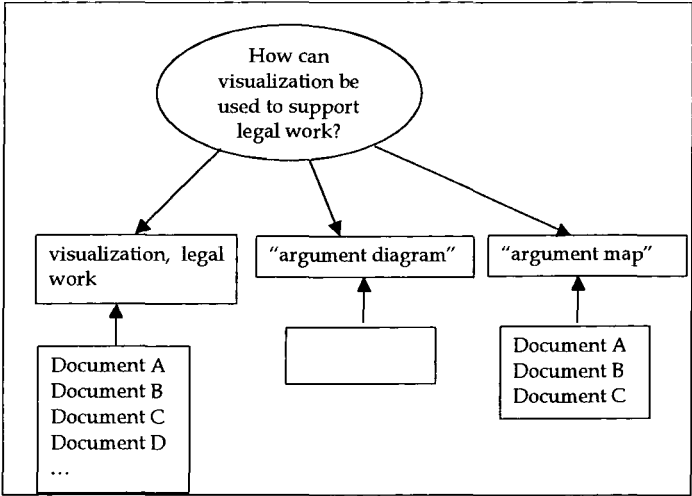 How can
visualization be
used to support
legal work?
visualization, legal
work
“argument diagram”
“argument map”
Document A
Document B
Document C
Document D
...
Document A
Document B
Document C